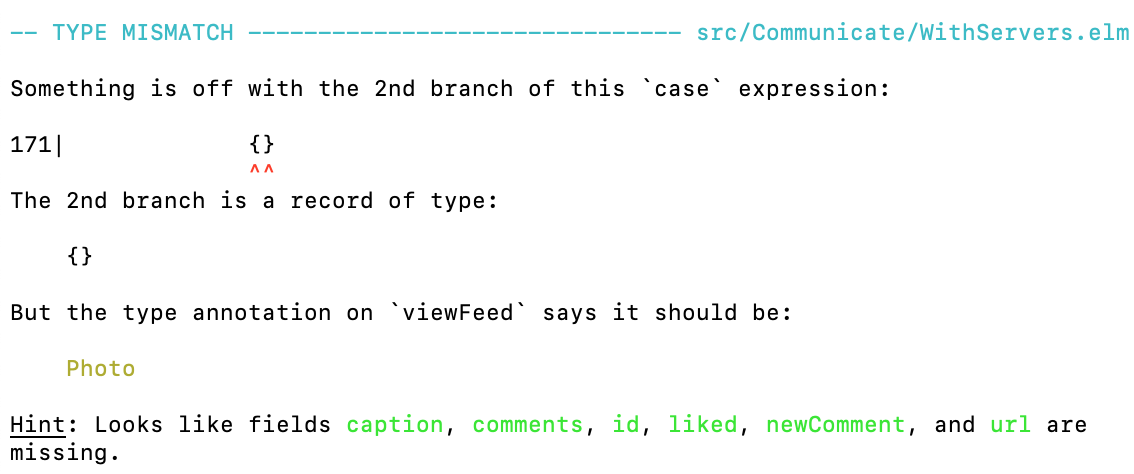 -- TYPE MISMATCH ------------------------------- src/Communicate/WithServers.elm
Something is off with the 2nd branch of this `case` expression:
171|             {}
^^
The 2nd branch is a record of type:
{}
But the type annotation on `viewFeed` says it should be:
Photo
Hint: Looks like fields caption, comments, id, liked, newComment, and url are
missing.